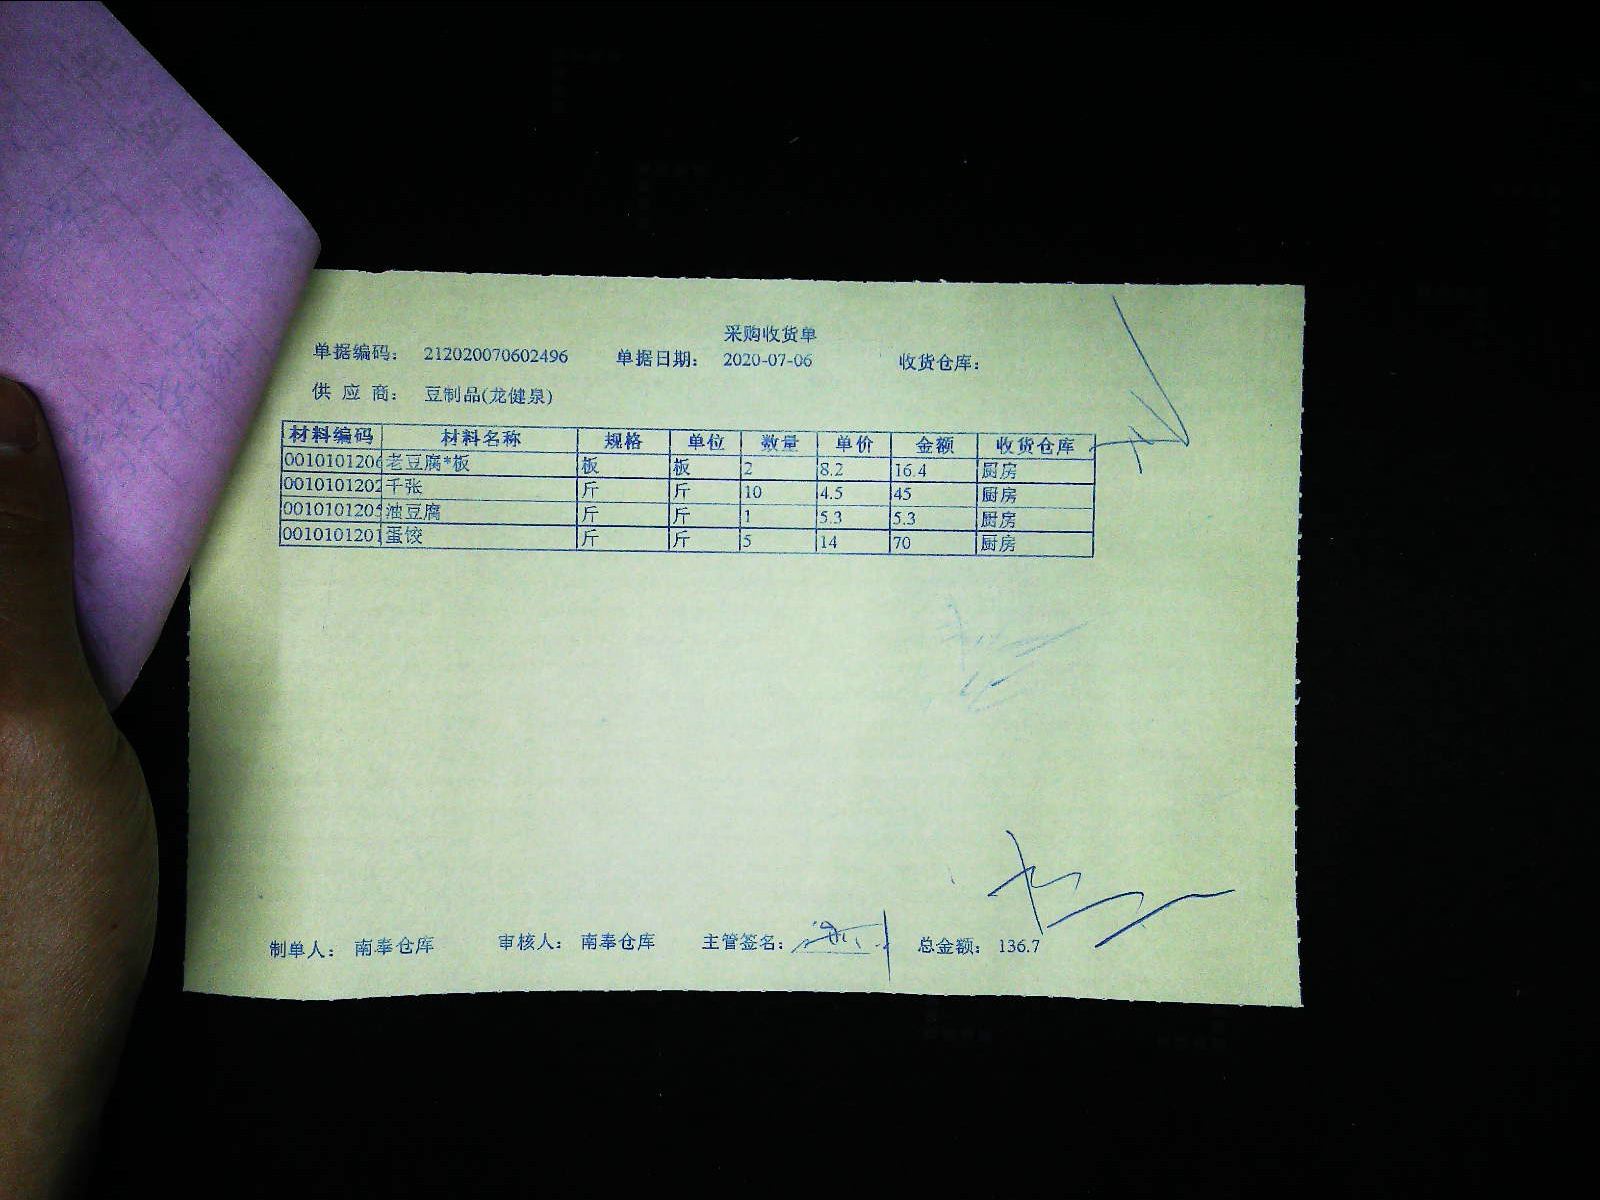 采购收货单
单据编码： 212020070602496 单据日期： 2020-07-06 收货仓库：
供 应 商： 豆制品(龙健泉)
材料编码 材料名称 规格 单位 数量 单价 金额 收货仓库
0010101206 老豆腐*板 板 板 2 8.2 16.4 厨房
0010101202 千张 斤 斤 10 4.5 45 厨房
0010101205 油豆腐 斤 斤 1 5.3 5.3 厨房
0010101201 蛋饺 斤 斤 5 14 70 厨房
制单人： 南奉仓库 审核人： 南奉仓库 主管签名： 总金额： 136.7